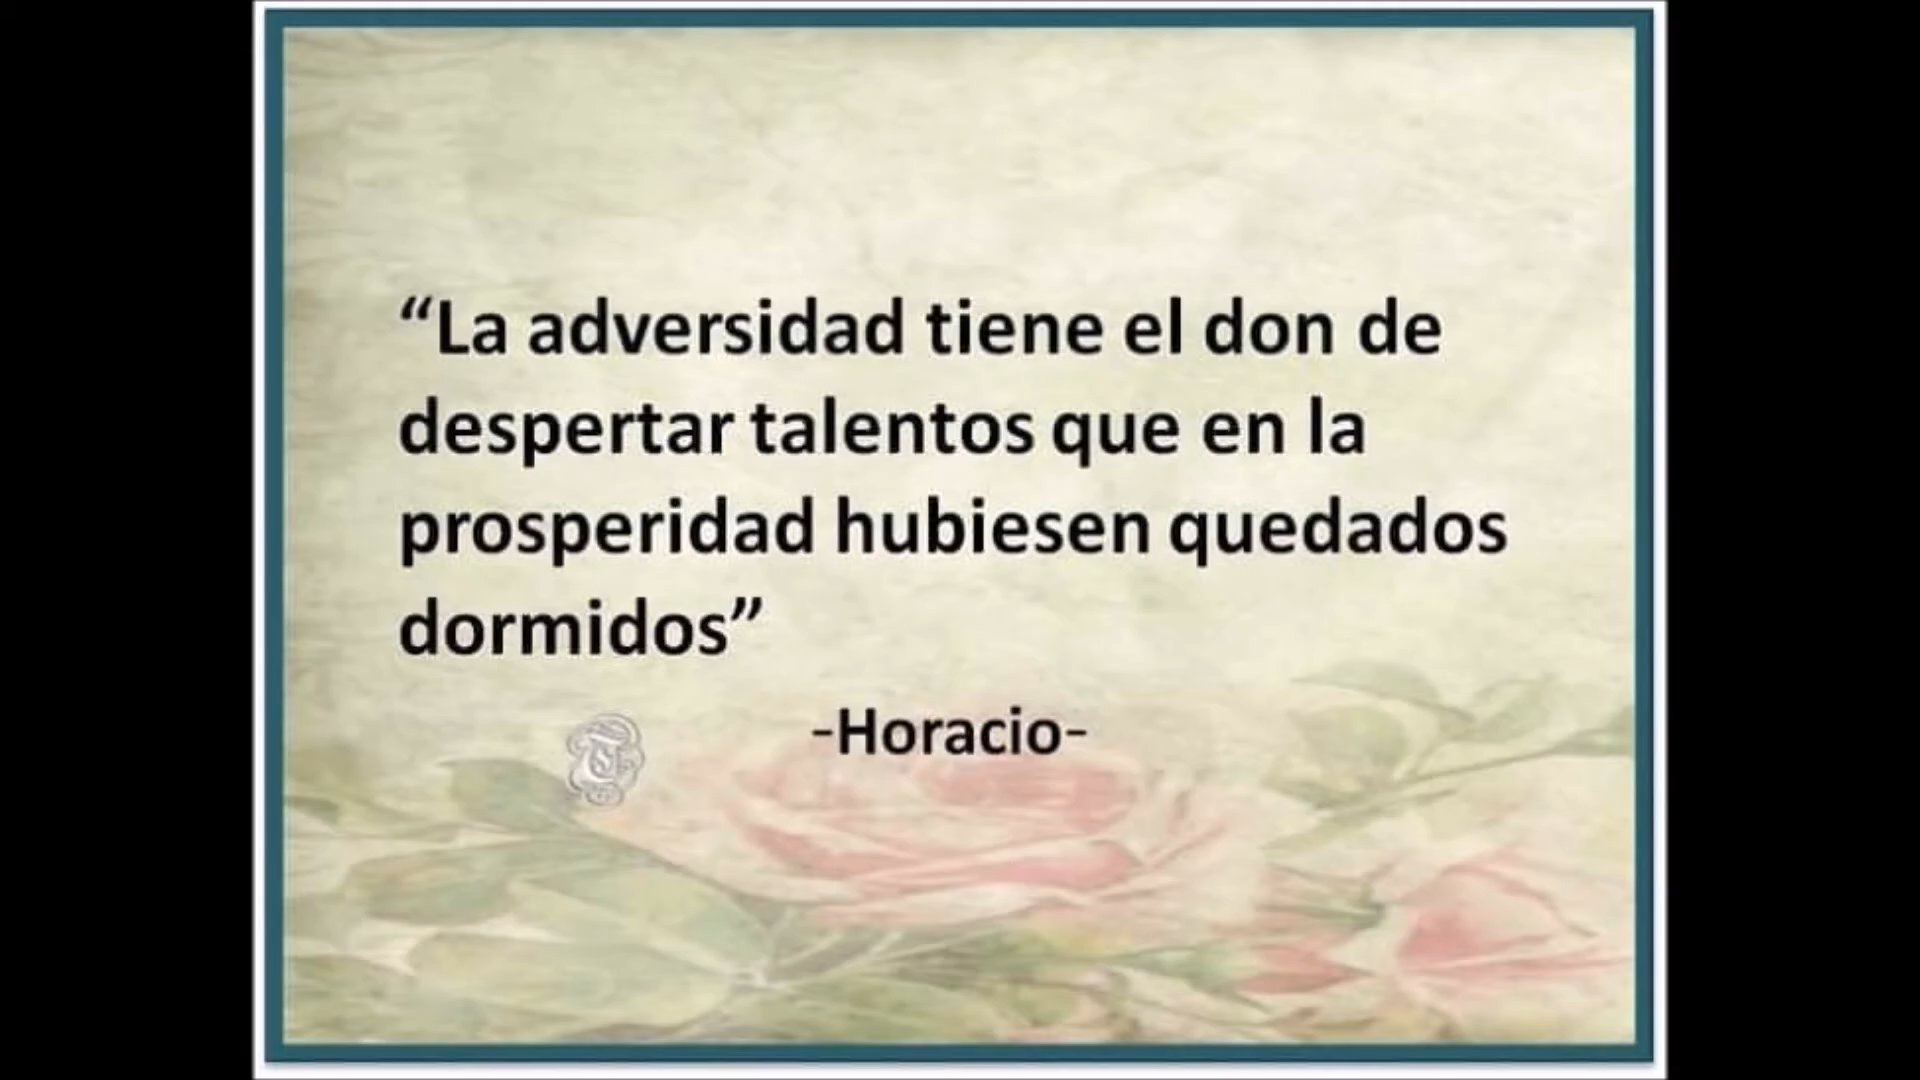 “La adversidad tiene el don de
despertar talentos que en la
prosperidad hubiesen quedados
dormidos”
-Horacio-